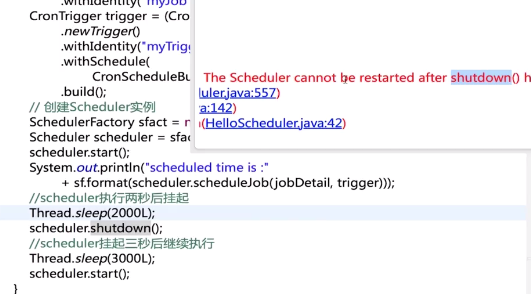 .withIdentity("myJob
CronTrigger trigger = (Cro
.newTrigger()
.withIdentity("myTrigg
.withSchedule(
CronScheduleBu
.build();
// 创建Scheduler实例
SchedulerFactory sfact = n
Scheduler scheduler = sfac
scheduler.start();
System.out.println("scheduled time is :"
+ sf.format(scheduler.scheduleJob(jobDetail, trigger)));
//scheduler执行两秒后挂起
Thread.sleep(2000L);
scheduler.shutdown();
//scheduler挂起三秒后继续执行
Thread.sleep(3000L);
scheduler.start();
}
The Scheduler cannot be restarted after shutdown() h
luler.java:557)
va:142)
(HelloScheduler.java:42)